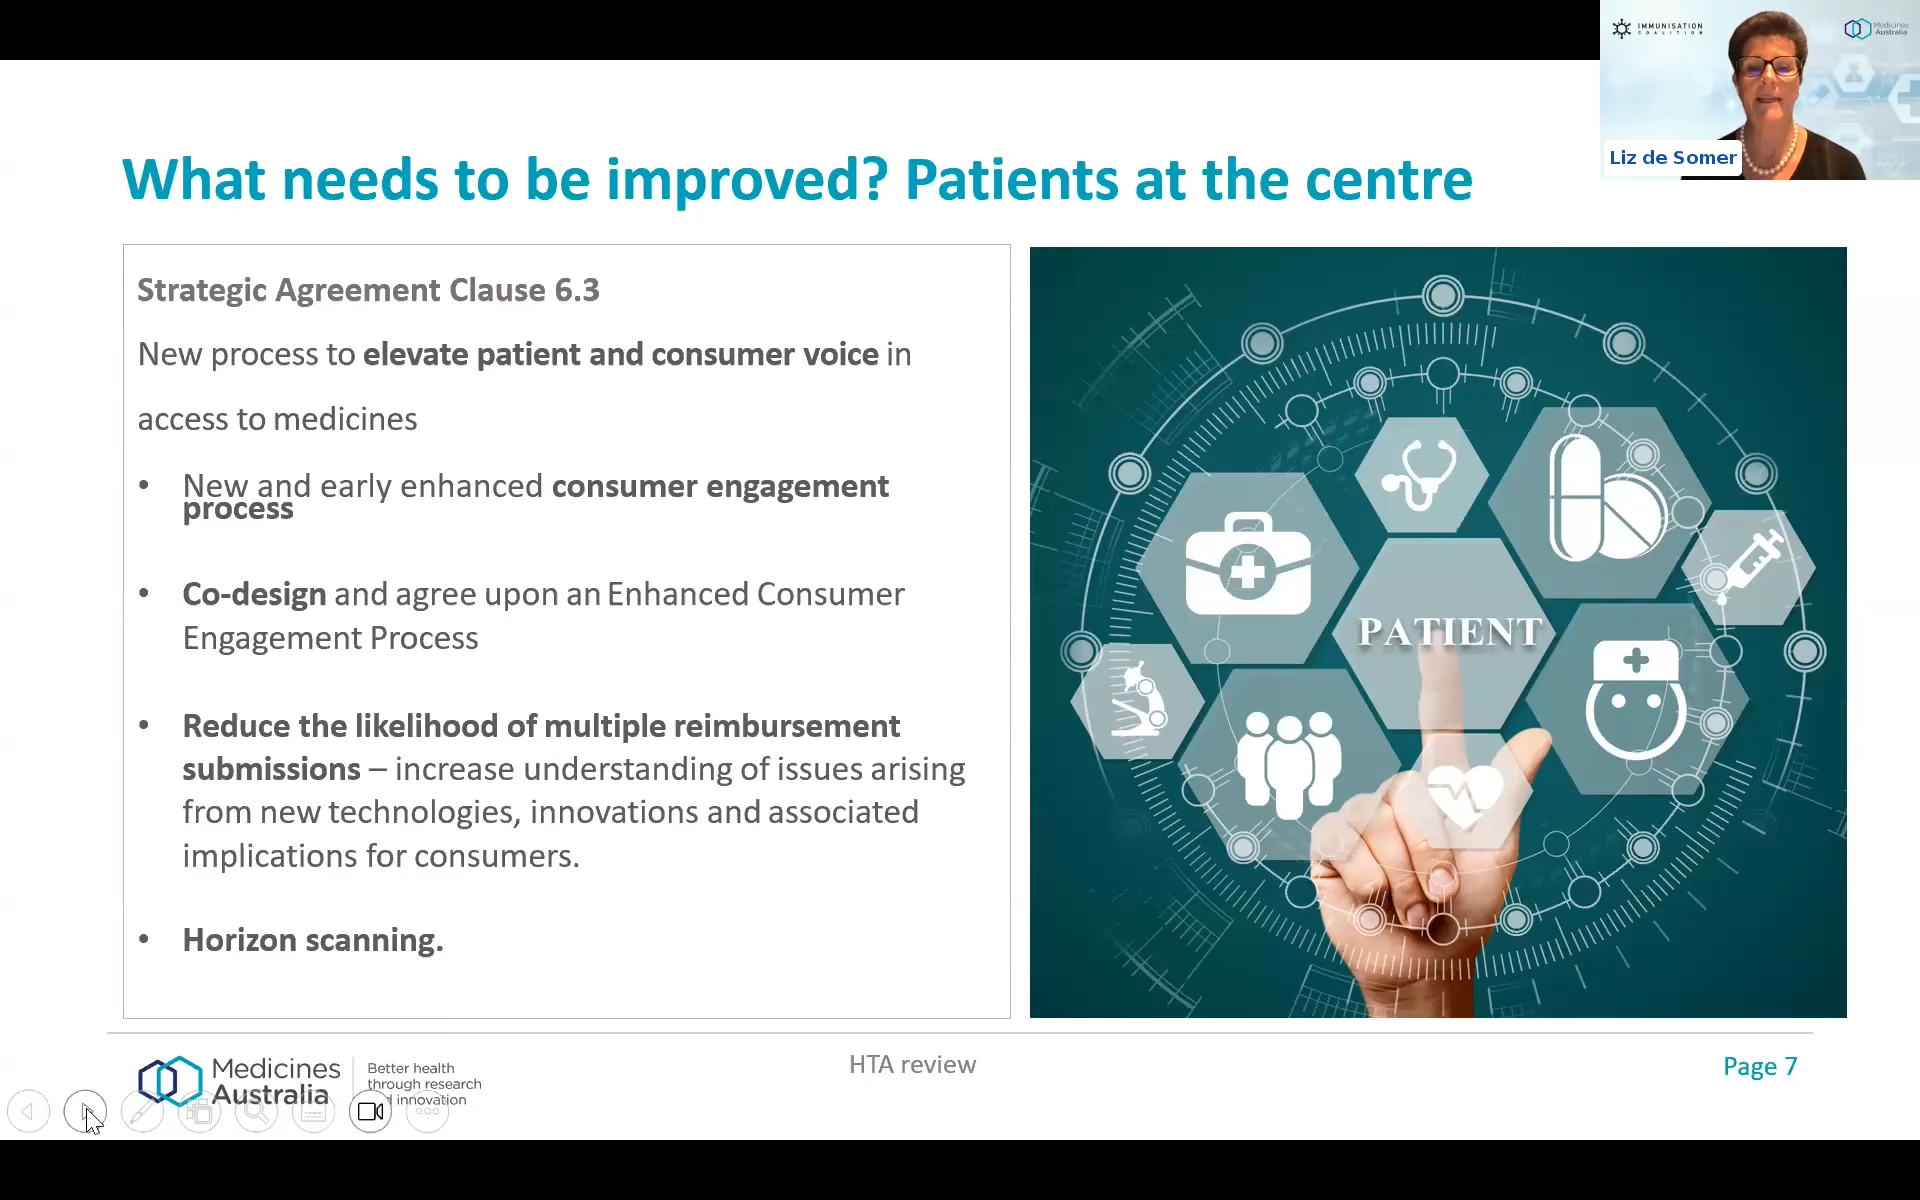 IMMUNISATION
COALITION
Medicines
Australia
Liz de Somer
What needs to be improved? Patients at the centre
Strategic Agreement Clause 6.3
New process to elevate patient and consumer voice in
access to medicines
• New and early enhanced consumer engagement
process
• Co-design and agree upon an Enhanced Consumer
Engagement Process
• Reduce the likelihood of multiple reimbursement
submissions – increase understanding of issues arising
from new technologies, innovations and associated
implications for consumers.
• Horizon scanning.
PATIENT
Medicines
Australia
Better health
through research
d innovation
HTA review
Page 7